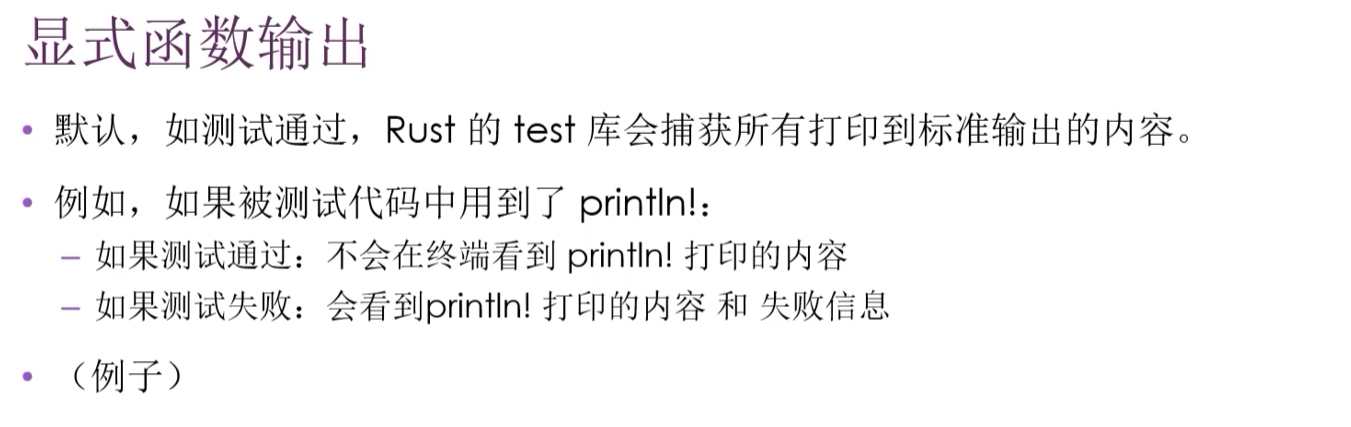 显式函数输出
• 默认，如测试通过，Rust 的 test 库会捕获所有打印到标准输出的内容。
• 例如，如果被测试代码中用到了 println!：
– 如果测试通过：不会在终端看到 println! 打印的内容
– 如果测试失败：会看到println! 打印的内容 和 失败信息
• （例子）